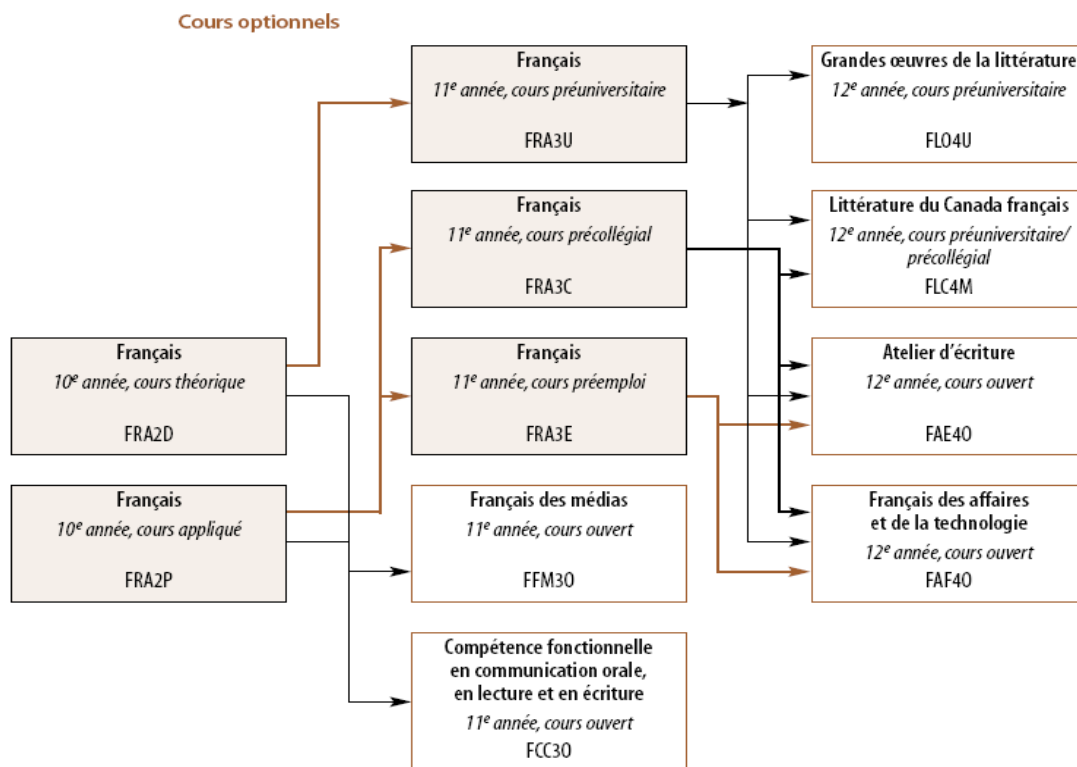 Cours optionnels
Français
11e année, cours préuniversitaire
FRA3U
Grandes œuvres de la littérature
12e année, cours préuniversitaire
FLO4U
Français
11e année, cours précollégial
FRA3C
Littérature du Canada français
12e année, cours préuniversitaire/
précollégial
FLC4M
Français
10e année, cours théorique
FRA2D
Français
11e année, cours préemploi
FRA3E
Atelier d’écriture
12e année, cours ouvert
FAE4O
Français
10e année, cours appliqué
FRA2P
Français des médias
11e année, cours ouvert
FFM3O
Français des affaires
et de la technologie
12e année, cours ouvert
FAF4O
Compétence fonctionnelle
en communication orale,
en lecture et en écriture
11e année, cours ouvert
FCC3O